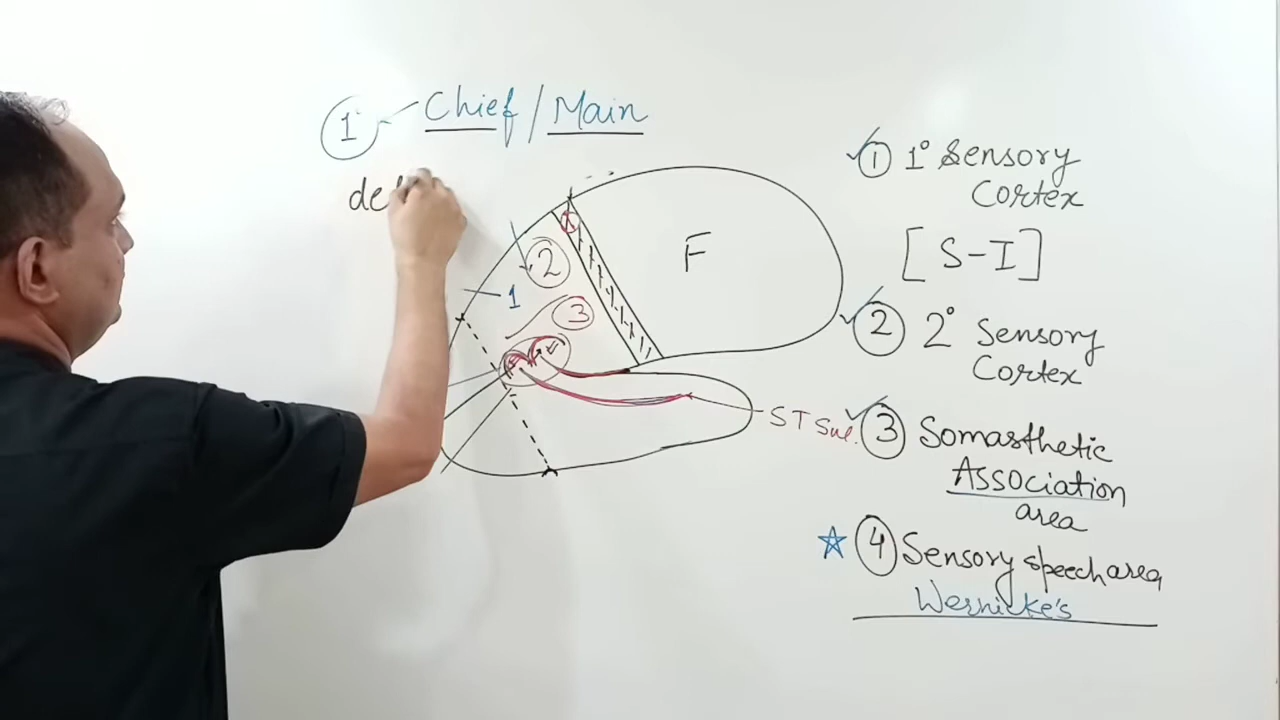 1 Chief / Main
de
F
2
1
3
ST Sul.
1 1° Sensory
Cortex
[S-I]
2 2° Sensory
Cortex
3 Somasthetic
Association
area
4 Sensory speech area
Wernicke's